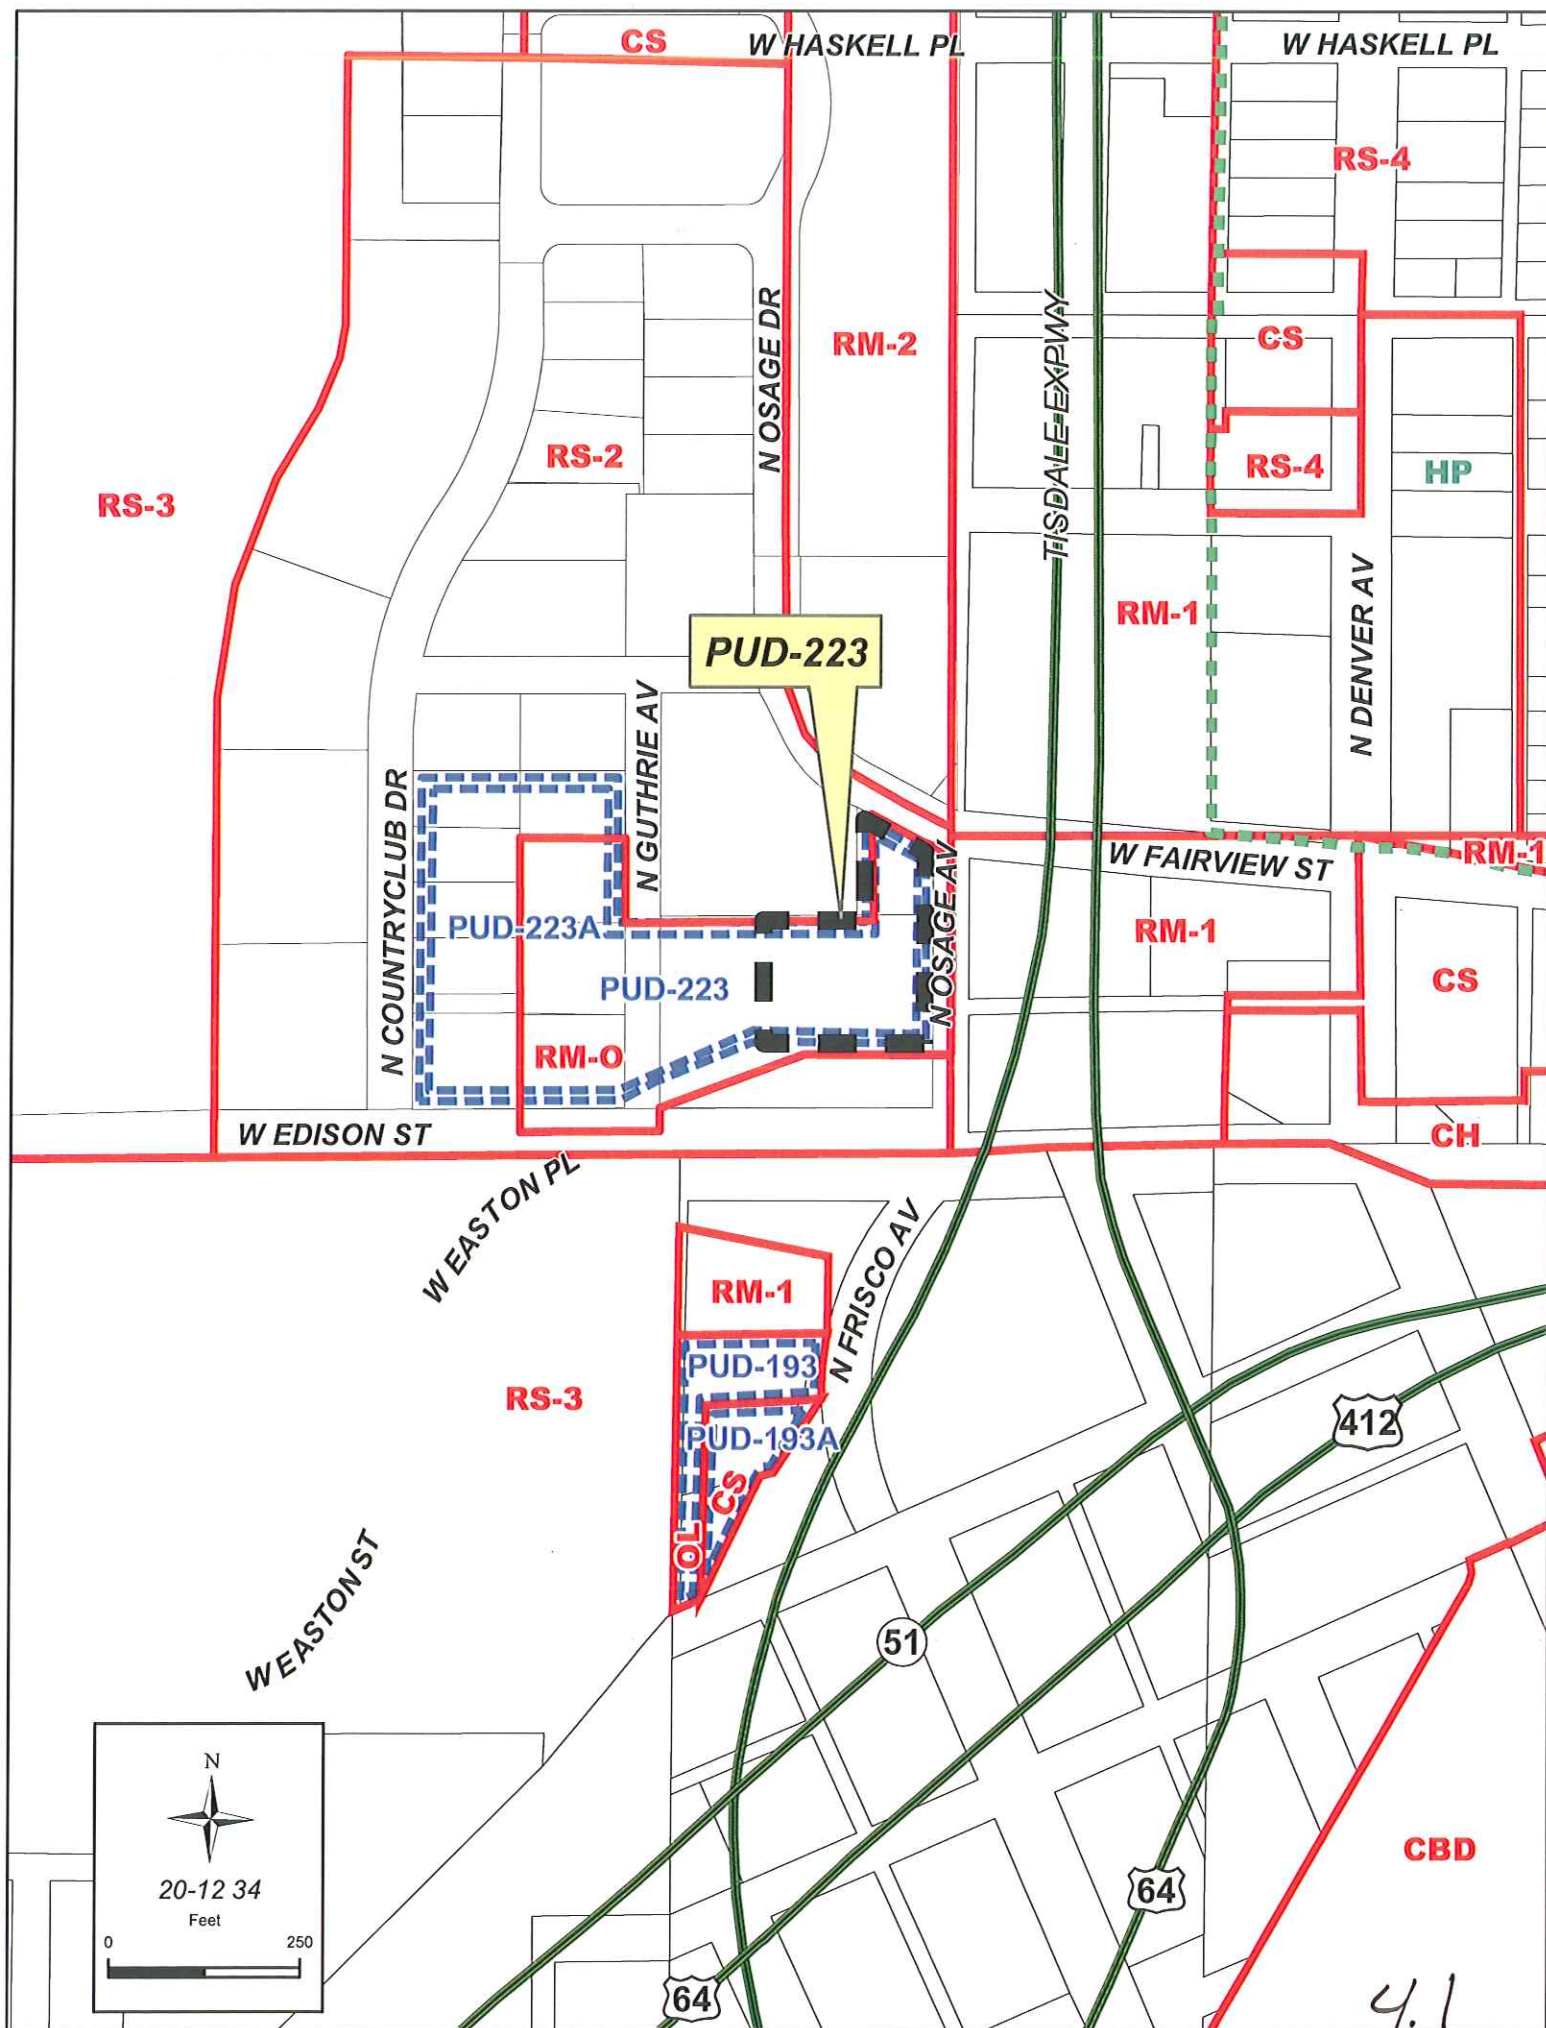 CS
W HASKELL PL
W HASKELL PL
RS-4
N OSAGE DR
RM-2
TISDALE EXPWY
CS
RS-2
RS-4
HP
RS-3
RM-1
N DENVER AV
PUD-223
N GUTHRIE AV
N COUNTRYCLUB DR
N OSAGE AV
W FAIRVIEW ST
RM-1
PUD-223A
RM-1
PUD-223
CS
RM-O
W EDISON ST
CH
W EASTON PL
N FRISCO AV
RM-1
PUD-193
RS-3
412
PUD-193A
CS
OL
W EASTON ST
51
N
20-12 34
Feet
0 250
CBD
64
64
4.1